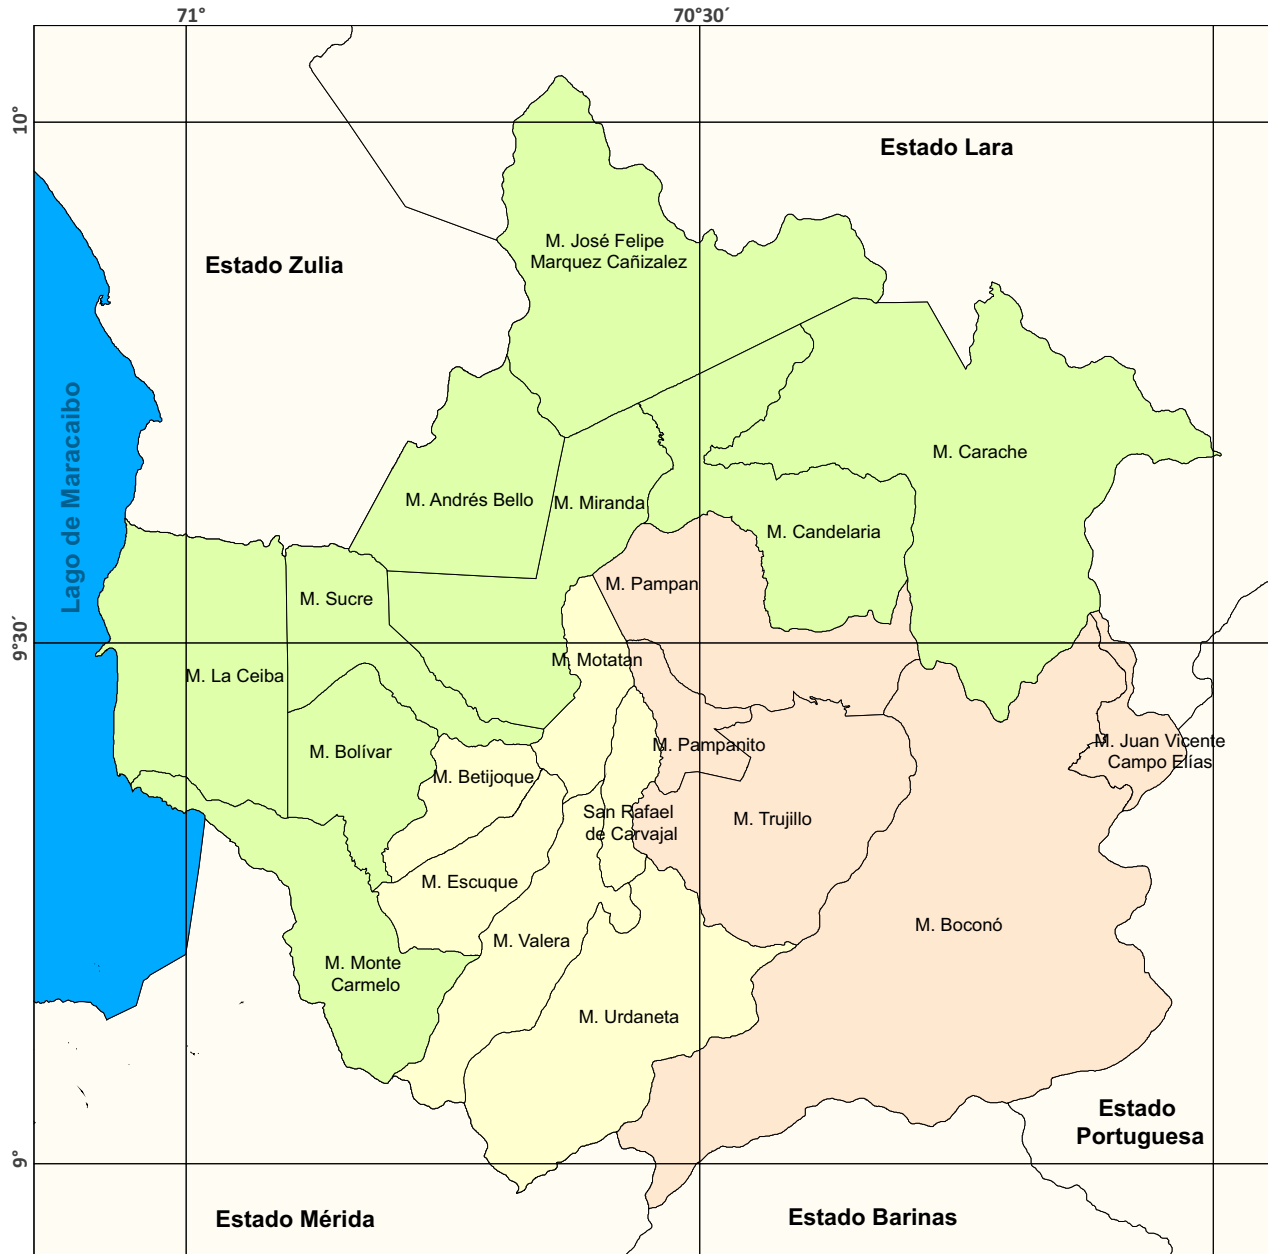 71°
70°30´
10°
Estado Lara
M. José Felipe
Marquez Cañizalez
Estado Zulia
Lago de Maracaibo
M. Carache
M. Andrés Bello
M. Miranda
M. Candelaria
M. Pampan
M. Sucre
9°30´
M. Motatan
M. La Ceiba
M. Pampanito
M. Juan Vicente
Campo Elías
M. Bolívar
M. Betijoque
San Rafael
de Carvajal
M. Trujillo
M. Escuque
M. Boconó
M. Valera
M. Monte
Carmelo
M. Urdaneta
Estado
Portuguesa
9°
Estado Mérida
Estado Barinas